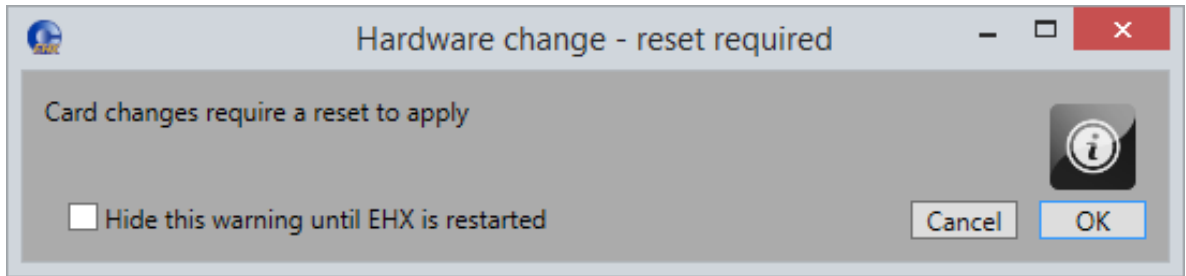 Hardware change - reset required
Card changes require a reset to apply
Hide this warning until EHX is restarted
Cancel
OK